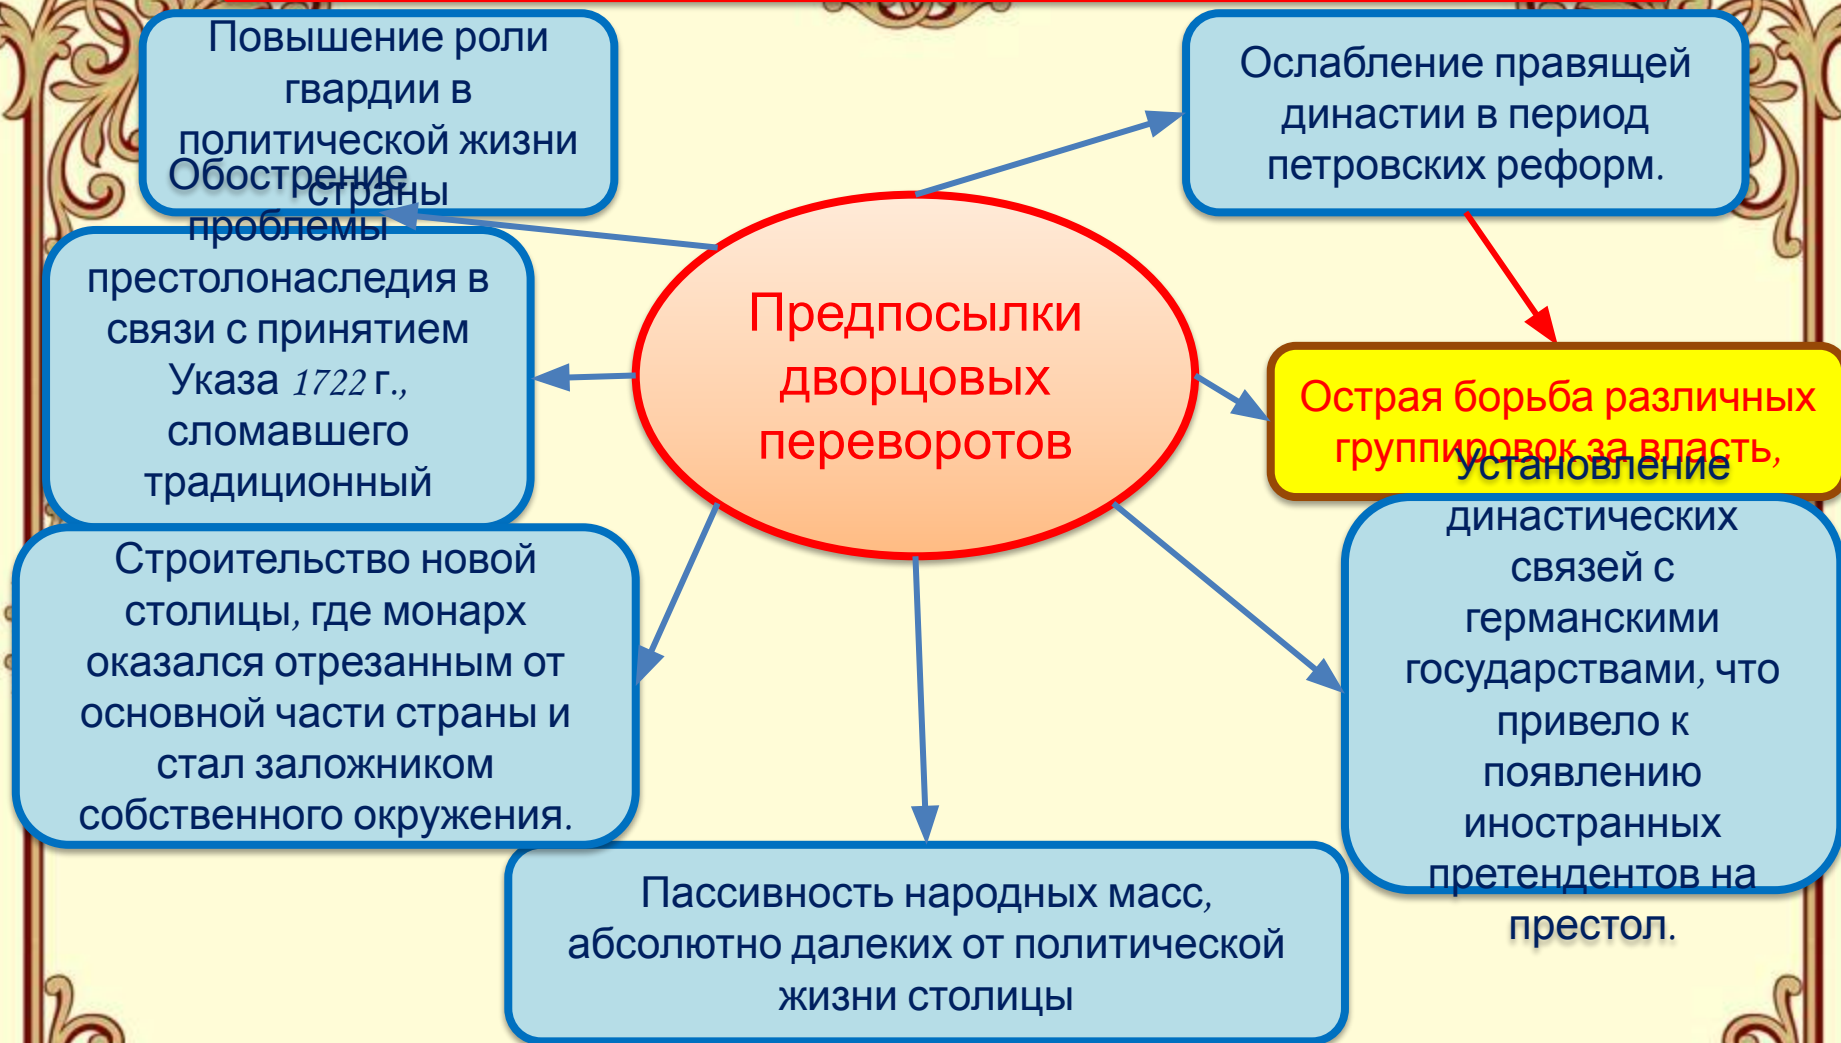 Повышение роли
гвардии в
политической жизни
страны
Ослабление правящей
династии в период
петровских реформ.
Обострение
проблемы
престолонаследия в
связи с принятием
Указа 1722 г.,
сломавшего
традиционный
Предпосылки
дворцовых
переворотов
Острая борьба различных
группировок за власть,
Установление
династических
связей с
германскими
государствами, что
привело к
появлению
иностранных
претендентов на
престол.
Строительство новой
столицы, где монарх
оказался отрезанным от
основной части страны и
стал заложником
собственного окружения.
Пассивность народных масс,
абсолютно далеких от политической
жизни столицы